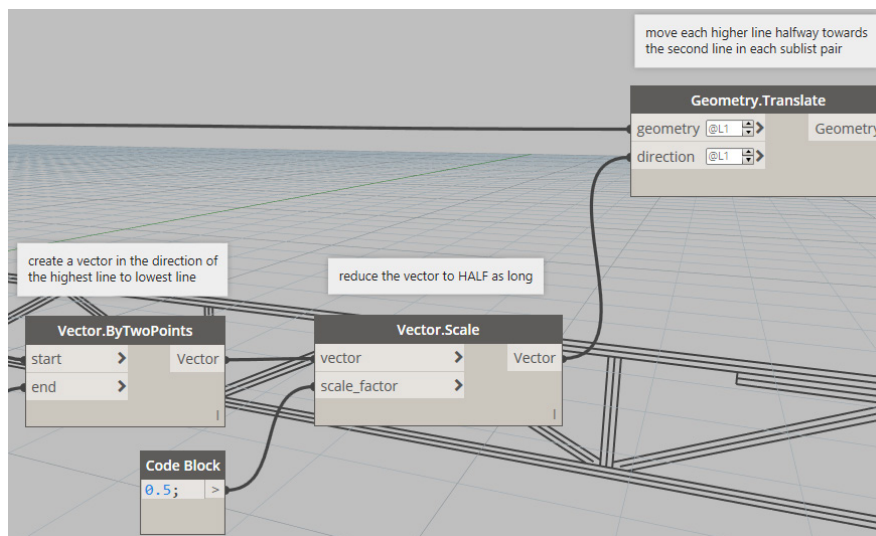 move each higher line halfway towards
the second line in each sublist pair
Geometry.Translate
geometry @L1 >
Geometry
direction @L1 >
create a vector in the direction of
the highest line to lowest line
reduce the vector to HALF as long
Vector.ByTwoPoints
start >
Vector
end >
l
Vector.Scale
vector >
Vector
scale_factor >
l
Code Block
0.5; >